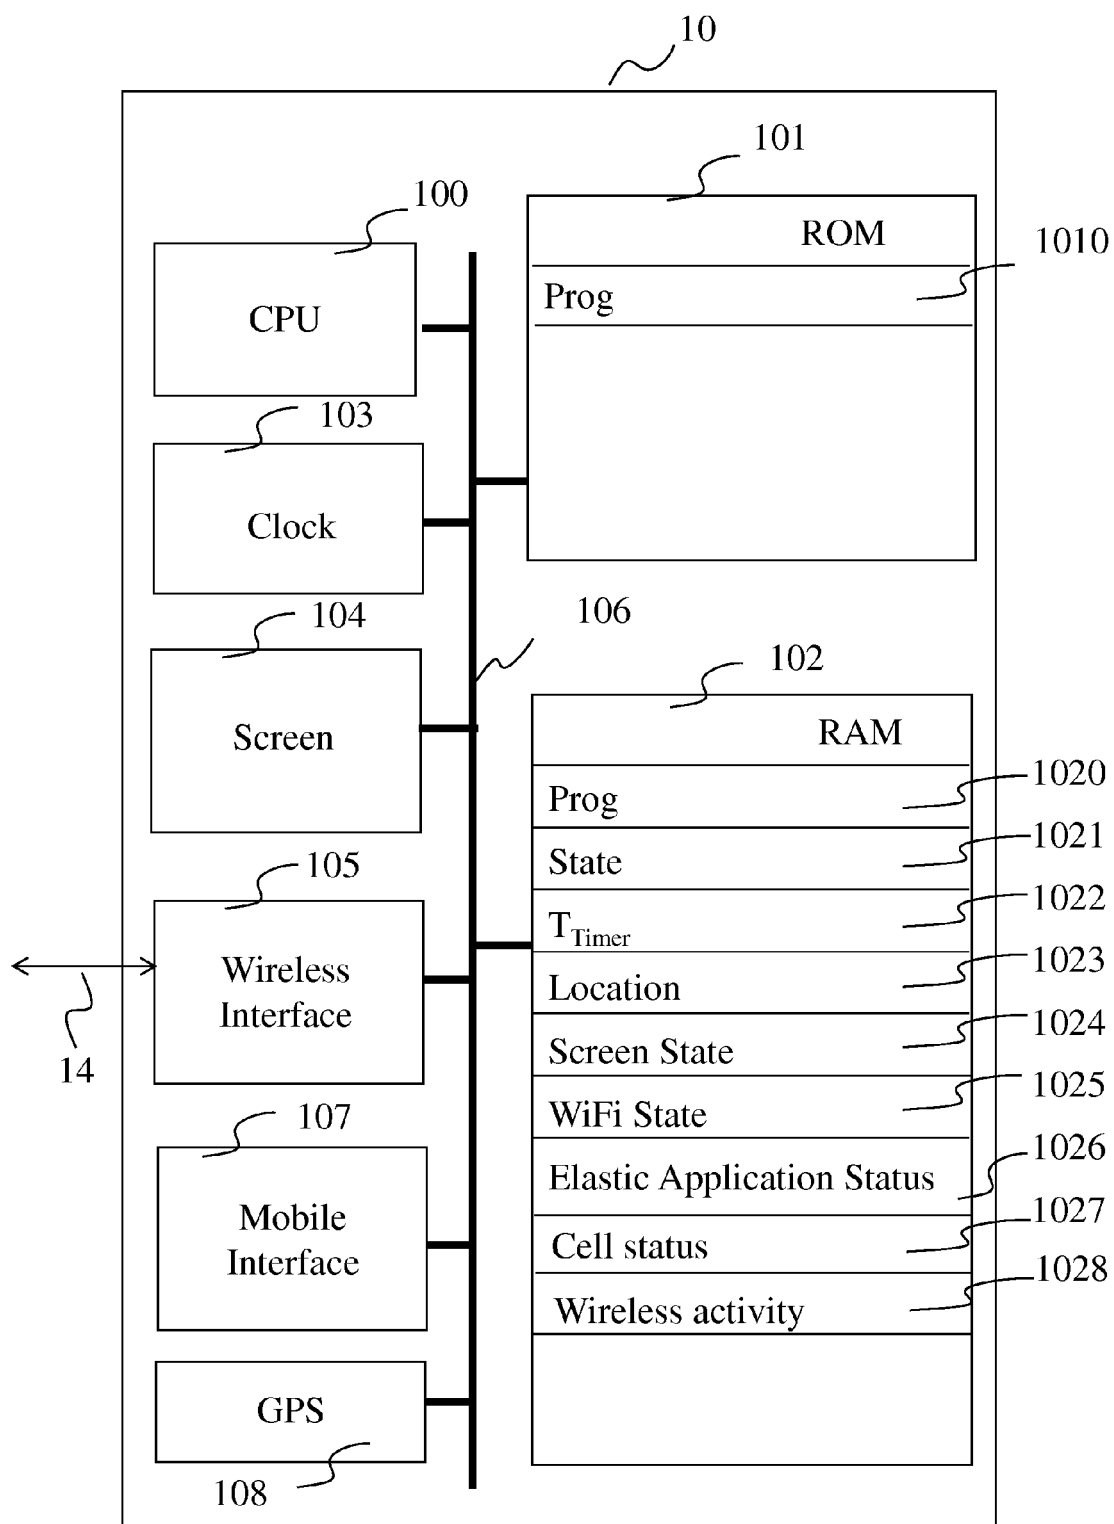 10
101
100
ROM
1010
Prog
CPU
103
Clock
104
106
102
Screen
RAM
1020
Prog
1021
State
105
1022
T_Timer
1023
Wireless
Interface
Location
14
1024
Screen State
1025
WiFi State
107
1026
Elastic Application Status
Mobile
Interface
1027
Cell status
1028
Wireless activity
GPS
108